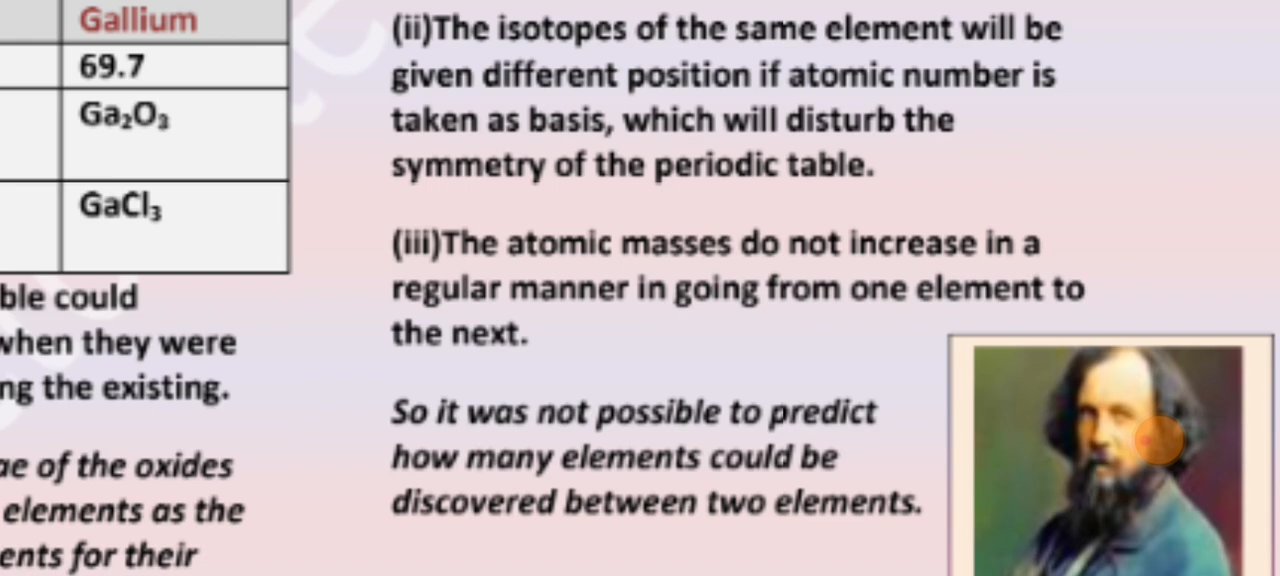 Gallium
69.7
Ga₂O₃
GaCl₃
ble could
when they were
ng the existing.
ae of the oxides
elements as the
ents for their
(ii)The isotopes of the same element will be
given different position if atomic number is
taken as basis, which will disturb the
symmetry of the periodic table.
(iii)The atomic masses do not increase in a
regular manner in going from one element to
the next.
So it was not possible to predict
how many elements could be
discovered between two elements.